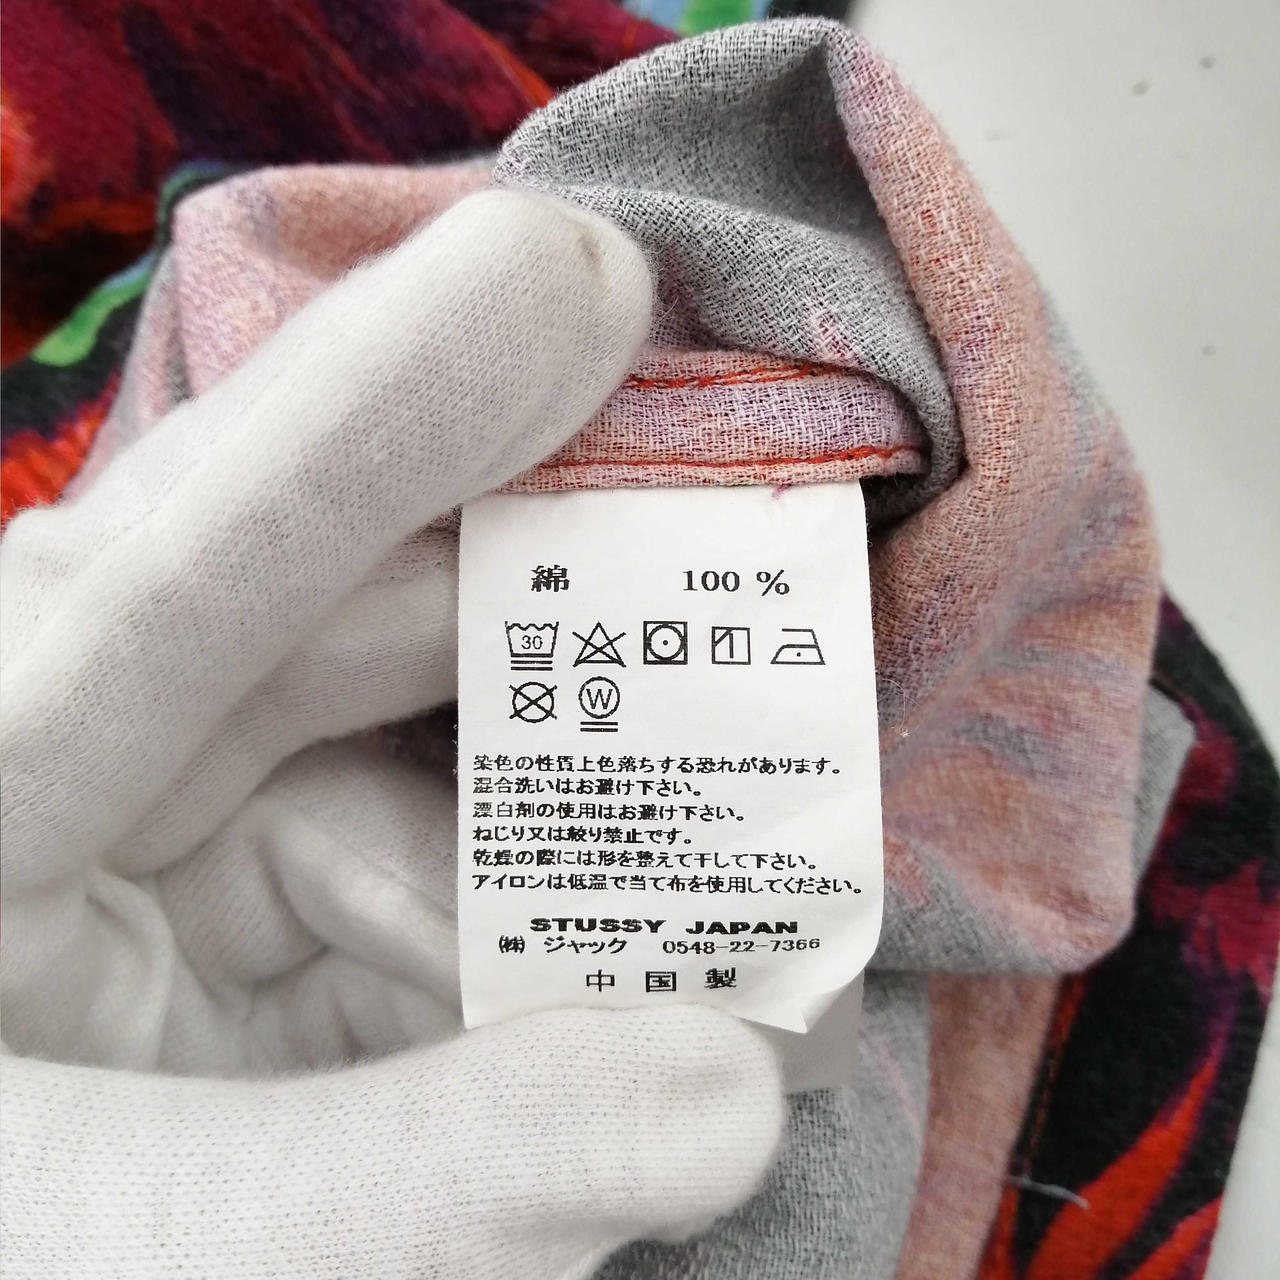 綿 100 %
30
W
染色の性質上色落ちする恐れがあります。
混合洗いはお避け下さい。
漂白剤の使用はお避け下さい。
ねじり又は絞り禁止です。
乾燥の際には形を整えて干して下さい。
アイロンは低温で当て布を使用してください。
STUSSY JAPAN
㈱ ジャック 0548-22-7366
中国製